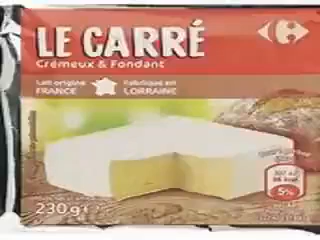 LE CARRÉ
Crémeux & Fondant
Lait origine
FRANCE
Fabriqué en
LORRAINE
230g e
5%